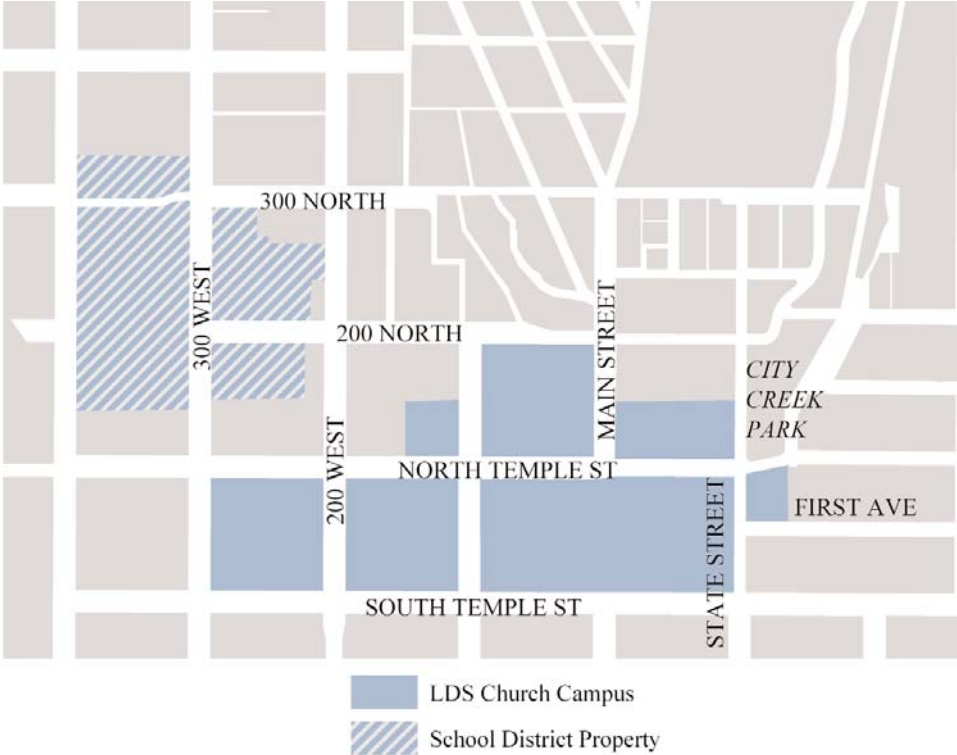 300 NORTH
300 WEST
200 NORTH
MAIN STREET
CITY
CREEK
PARK
200 WEST
NORTH TEMPLE ST
STATE STREET
FIRST AVE
SOUTH TEMPLE ST
LDS Church Campus
School District Property